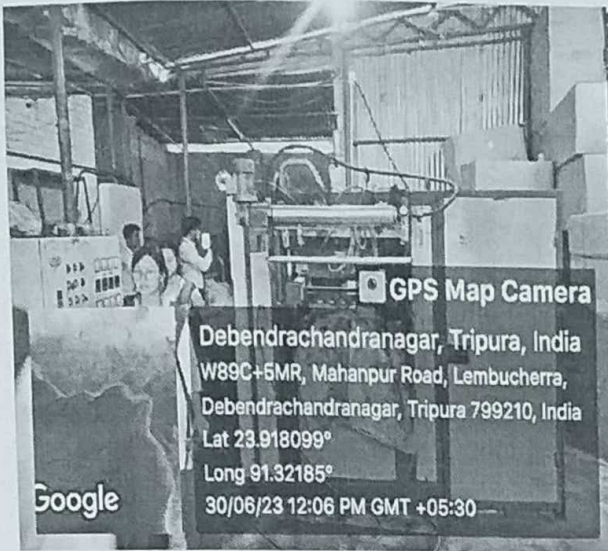 GPS Map Camera
Debendrachandranagar, Tripura, India
W89C+5MR, Mahanpur Road, Lembucherra,
Debendrachandranagar, Tripura 799210, India
Lat 23.918099°
Long 91.32185°
30/06/23 12:06 PM GMT +05:30
Google